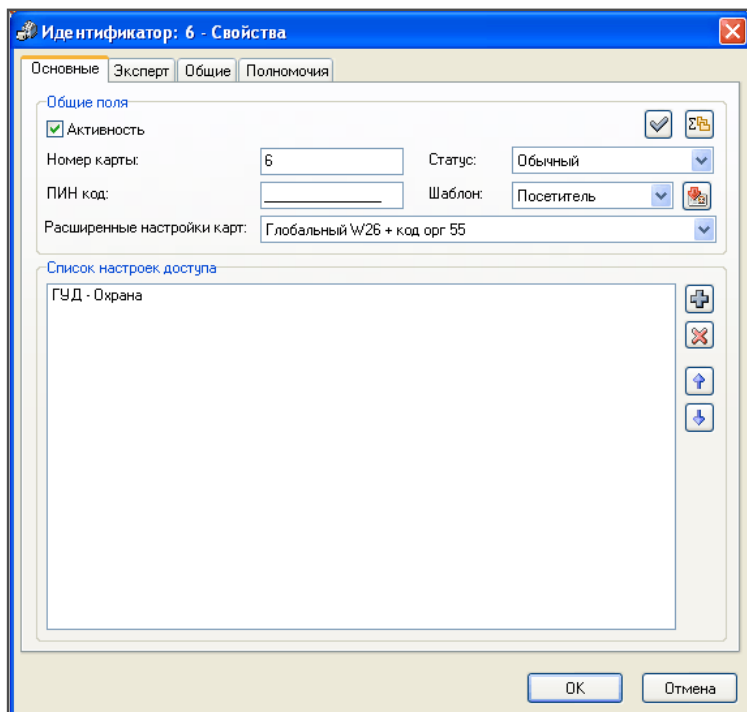 Идентификатор: 6 - Свойства
Основные Эксперт Общие Полномочия
Общие поля
Активность
Номер карты: 6 Статус: Обычный
ПИН код: Шаблон: Посетитель
Расширенные настройки карт: Глобальный W26 + код орг 55
Список настроек доступа
ГУД - Охрана
OK Отмена